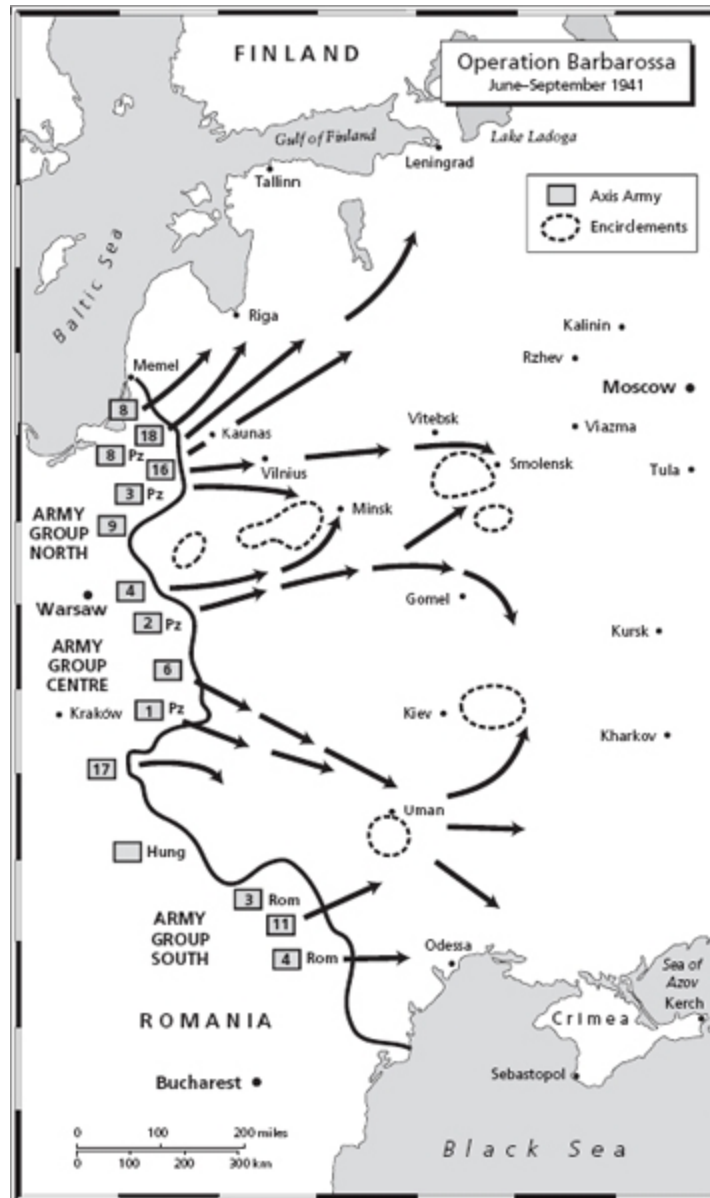 FINLAND
Operation Barbarossa
June–September 1941
Gulf of Finland
Lake Ladoga
Leningrad
Tallinn
Axis Army
Encirclements
Baltic Sea
Riga
Kalinin
Rzhev
Memel
Moscow
8
18
Kaunas
Vitebsk
Viazma
8 Pz
16
Vilnius
Smolensk
Tula
3 Pz
Minsk
9
ARMY
GROUP
NORTH
4
Warsaw
Gomel
2 Pz
Kursk
ARMY
GROUP
CENTRE
6
1 Pz
Kraków
Kiev
Kharkov
17
Uman
Hung
3 Rom
11
ARMY
GROUP
SOUTH
4 Rom
Odessa
Sea of
Azov
Kerch
Crimea
ROMANIA
Sebastopol
Bucharest
0 100 200 miles
0 100 200 300 km
Black Sea